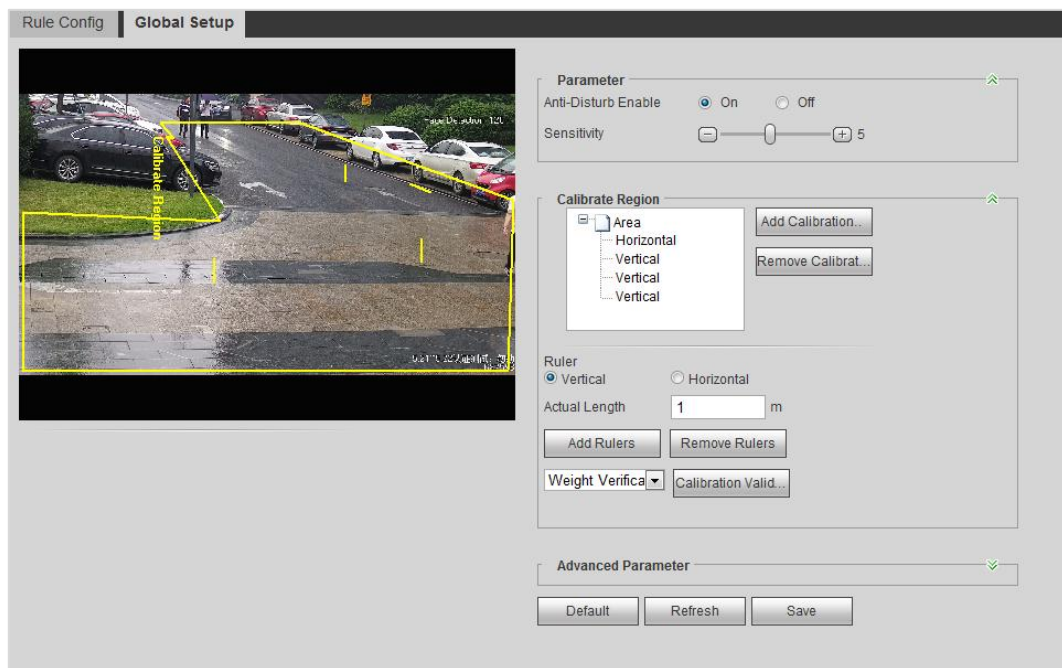 Rule Config Global Setup
Calibrate Region
Parameter
Anti-Disturb Enable On Off
Sensitivity 5
Calibrate Region
Area
Horizontal
Vertical
Vertical
Vertical
Add Calibration..
Remove Calibrat...
Ruler
Vertical Horizontal
Actual Length 1 m
Add Rulers Remove Rulers
Weight Verifica Calibration Valid...
Advanced Parameter
Default Refresh Save